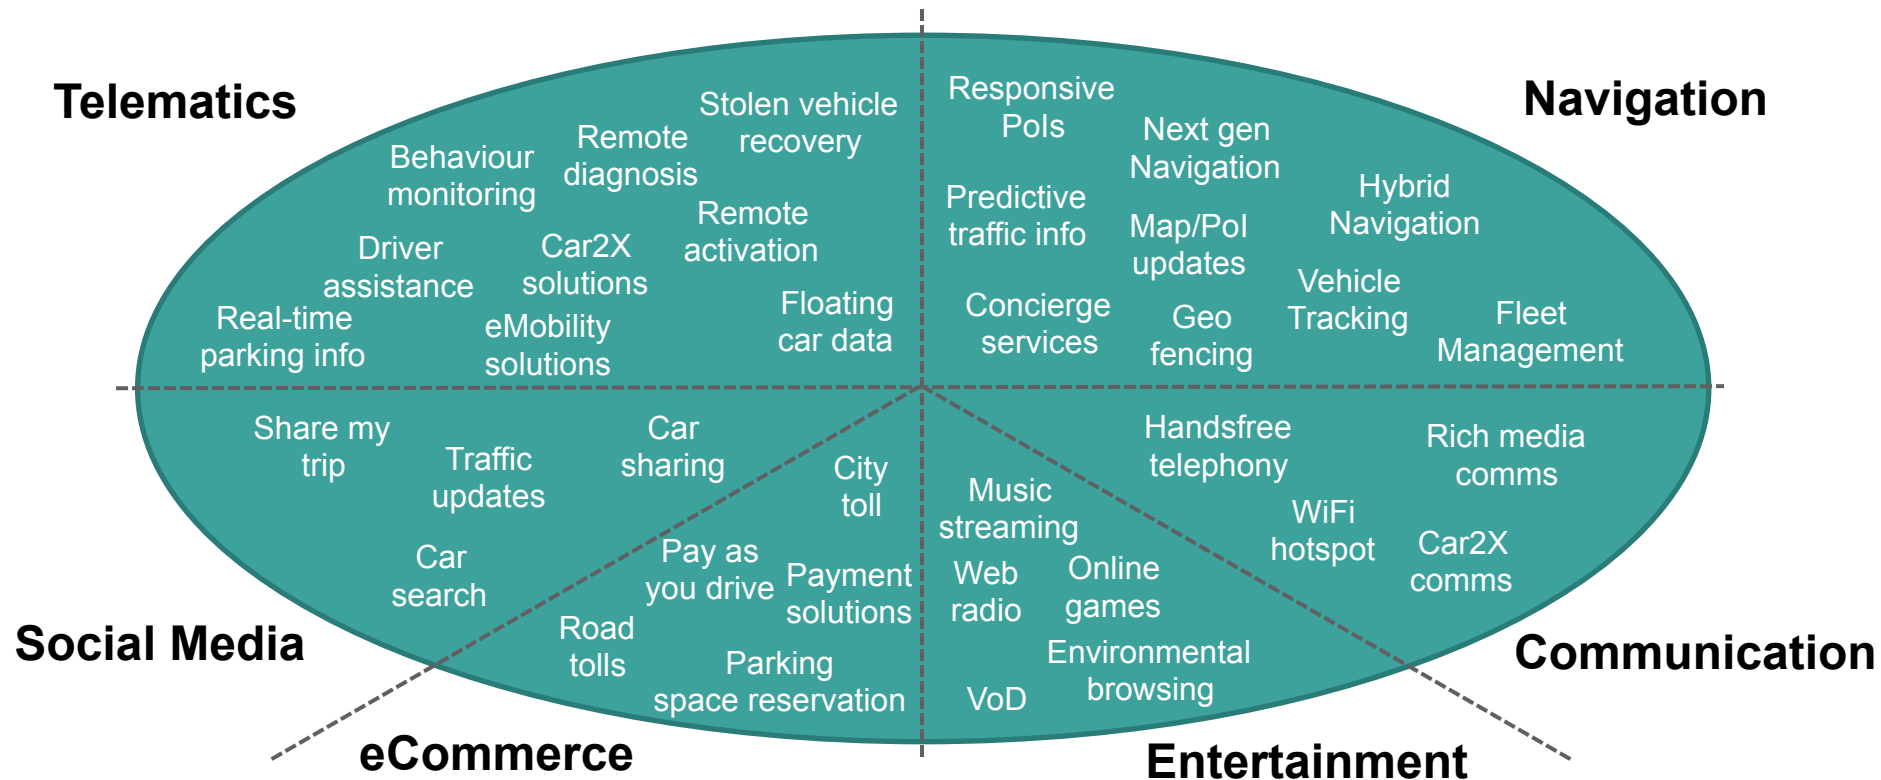 Telematics
Stolen vehicle
recovery
Remote
diagnosis
Behaviour
monitoring
Remote
activation
Driver
assistance
Car2X
solutions
Real-time
parking info
eMobility
solutions
Floating
car data
Navigation
Responsive
PoIs
Next gen
Navigation
Hybrid
Navigation
Predictive
traffic info
Map/PoI
updates
Vehicle
Tracking
Concierge
services
Geo
fencing
Fleet
Management
Social Media
Share my
trip
Traffic
updates
Car
sharing
Car
search
eCommerce
City
toll
Pay as
you drive
Payment
solutions
Road
tolls
Parking
space reservation
Entertainment
Music
streaming
Web
radio
Online
games
Environmental
browsing
VoD
Communication
Handsfree
telephony
Rich media
comms
WiFi
hotspot
Car2X
comms